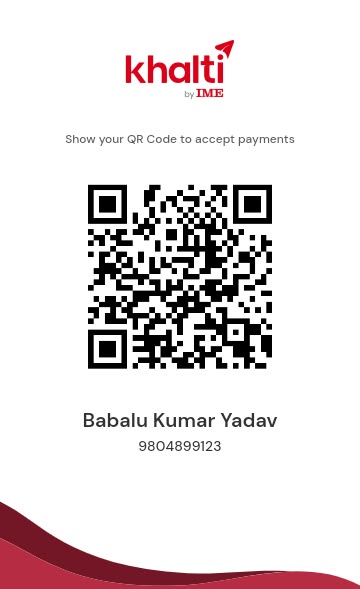 khalti
by IME
Show your QR Code to accept payments
Babalu Kumar Yadav
9804899123